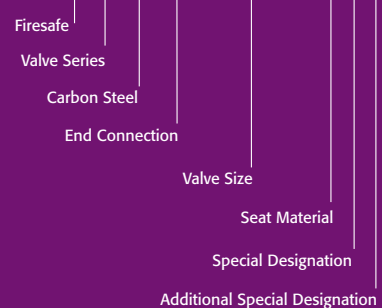 Firesafe
Valve Series
Carbon Steel
End Connection
Valve Size
Seat Material
Special Designation
Additional Special Designation